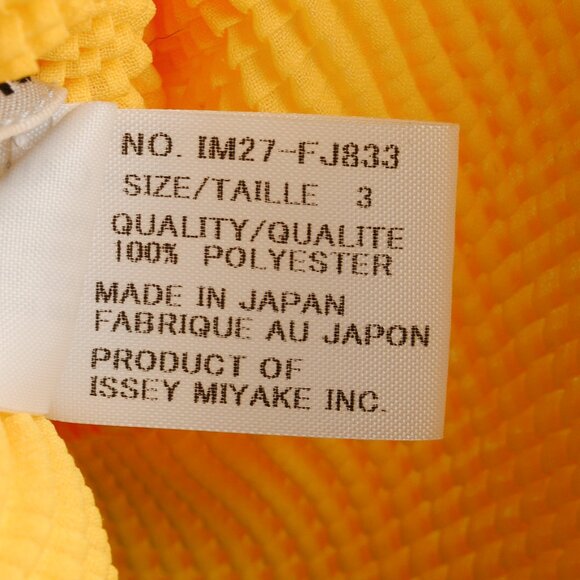 NO. IM27-FJ833
SIZE/TAILLE 3
QUALITY/QUALITE
100% POLYESTER
MADE IN JAPAN
FABRIQUE AU JAPON
PRODUCT OF
ISSEY MIYAKE INC.